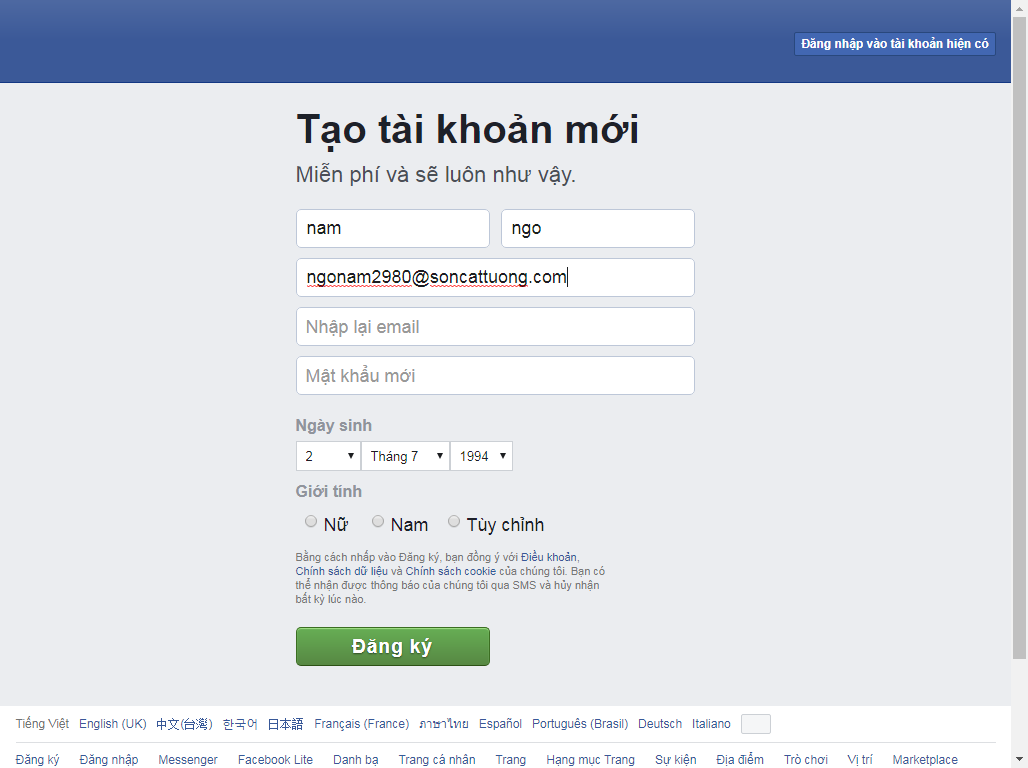 Đăng nhập vào tài khoản hiện có
Tạo tài khoản mới
Miễn phí và sẽ luôn như vậy.
nam ngo
ngonam2980@soncattuong.com
Nhập lại email
Mật khẩu mới
Ngày sinh
2 Tháng 7 1994
Giới tính
Nữ Nam Tùy chỉnh
Bằng cách nhấp vào Đăng ký, bạn đồng ý với Điều khoản,
Chính sách dữ liệu và Chính sách cookie của chúng tôi. Bạn có
thể nhận được thông báo của chúng tôi qua SMS và hủy nhận
bất kỳ lúc nào.
Đăng ký
Tiếng Việt English (UK) 中文(台灣) 한국어 日本語 Français (France) ภาษาไทย Español Português (Brasil) Deutsch Italiano
Đăng ký Đăng nhập Messenger Facebook Lite Danh bạ Trang cá nhân Trang Hạng mục Trang Sự kiện Địa điểm Trò chơi Vị trí Marketplace